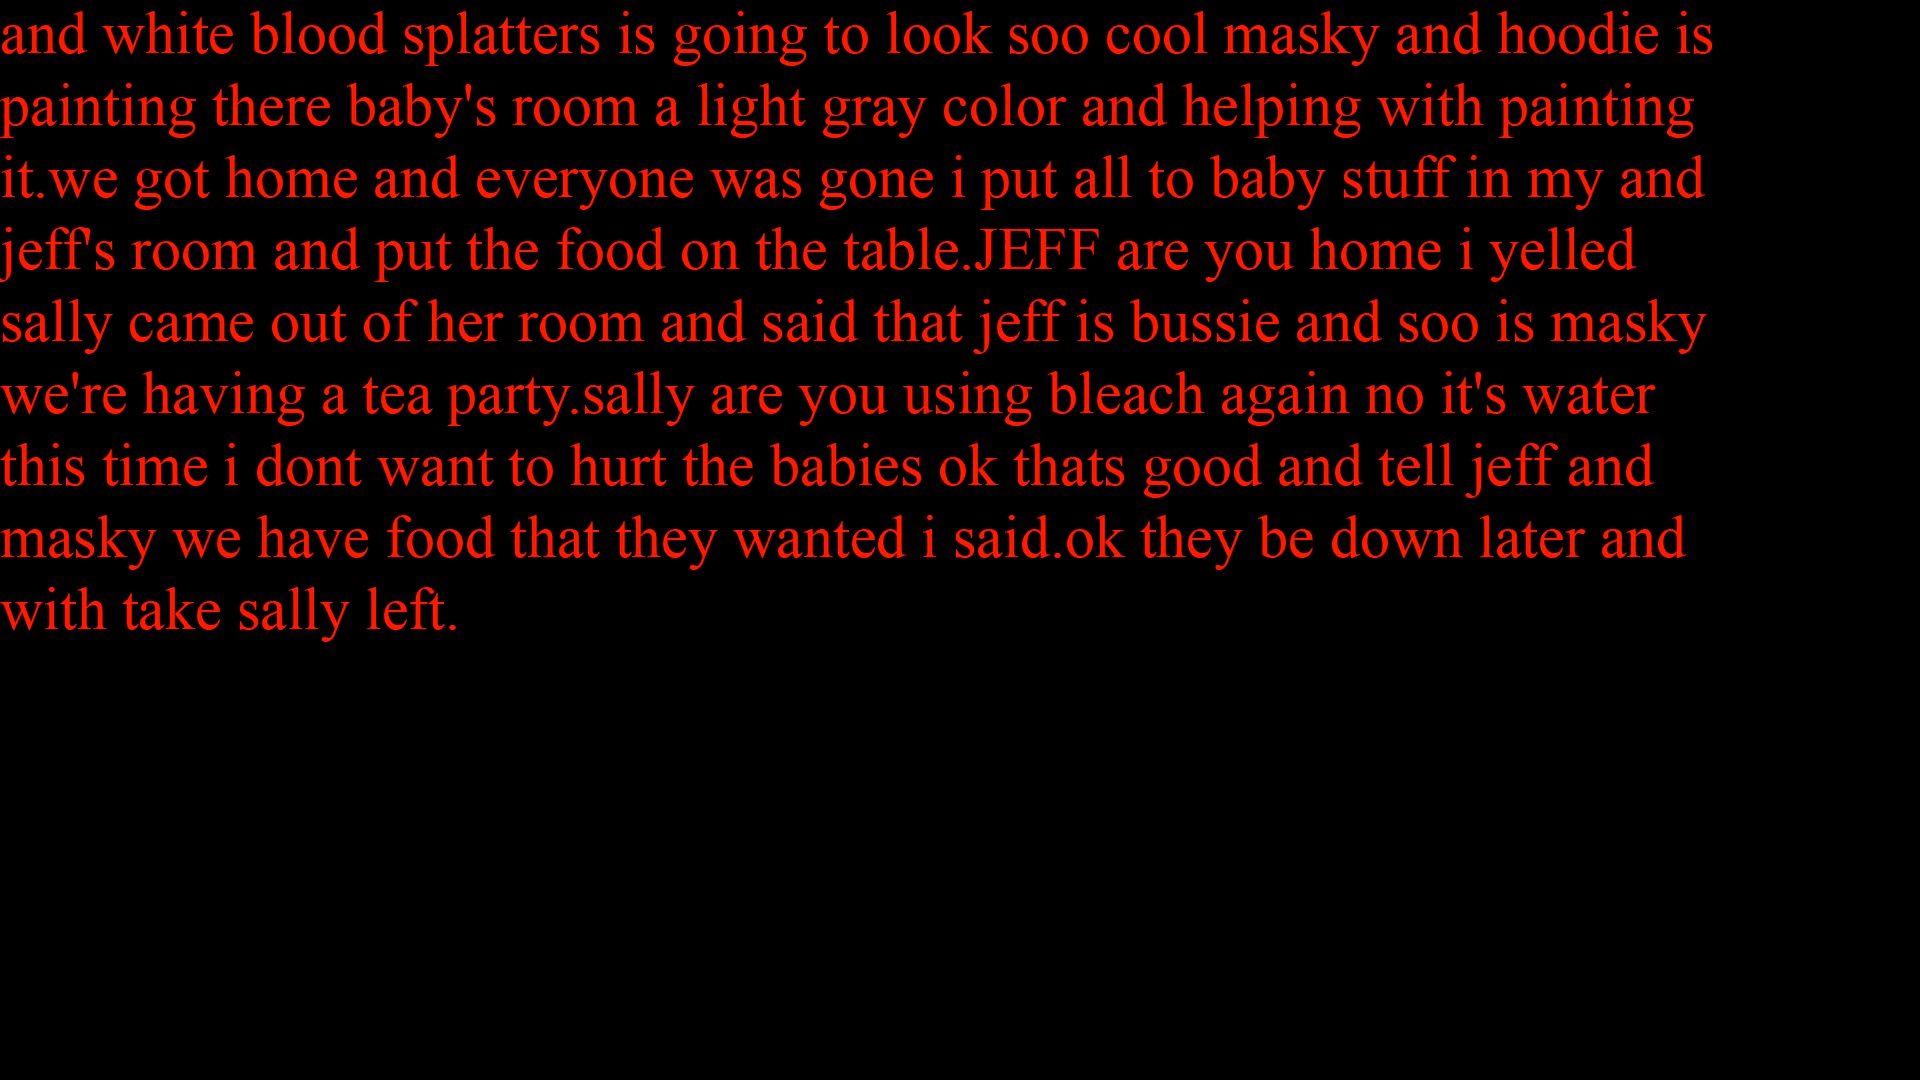 and white blood splatters is going to look soo cool masky and hoodie is
painting there baby's room a light gray color and helping with painting
it.we got home and everyone was gone i put all to baby stuff in my and
jeff's room and put the food on the table.JEFF are you home i yelled
sally came out of her room and said that jeff is bussie and soo is masky
we're having a tea party.sally are you using bleach again no it's water
this time i dont want to hurt the babies ok thats good and tell jeff and
masky we have food that they wanted i said.ok they be down later and
with take sally left.